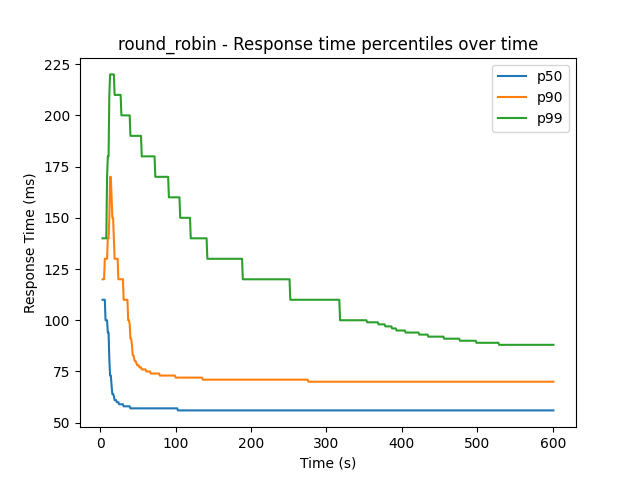 round_robin - Response time percentiles over time
p50
p90
p99
Response Time (ms)
225
200
175
150
125
100
75
50
0 100 200 300 400 500 600
Time (s)